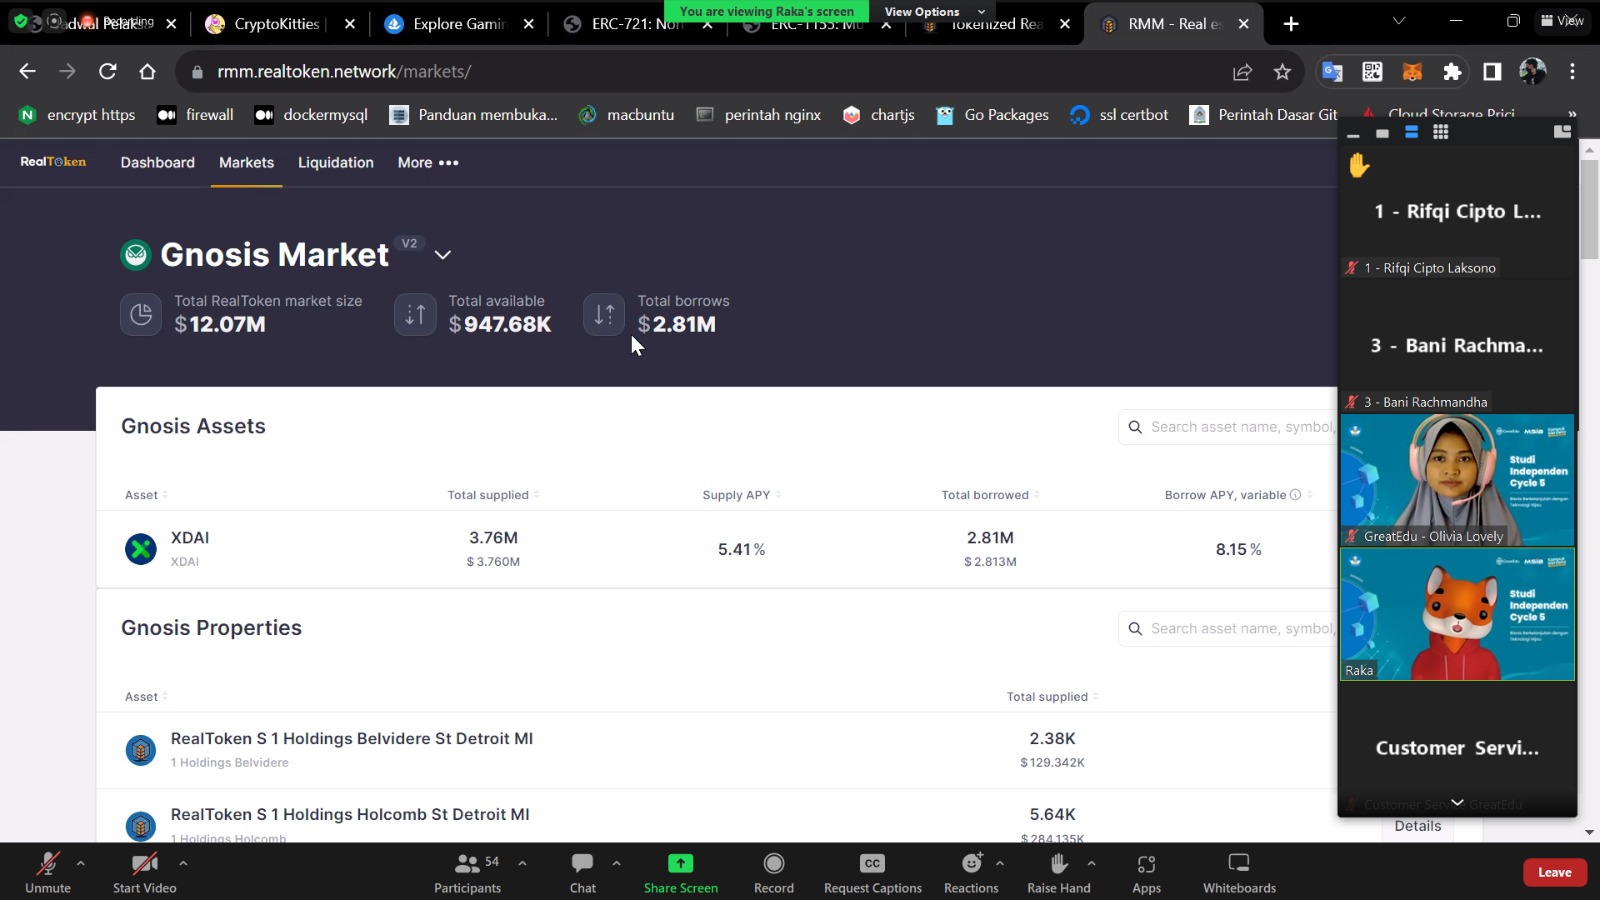 You are viewing Raka's screen
View Options
Recording
CryptoKitties
Explore Gamin
ERC-721: Non
ERC-1155: Mu
Tokenized Rea
RMM - Real es
View
rmm.realtoken.network/markets/
encrypt https
firewall
dockermysql
Panduan membuka...
macbuntu
perintah nginx
chartjs
Go Packages
ssl certbot
Perintah Dasar Git
Cloud Storage Prici
RealToken
Dashboard
Markets
Liquidation
More
Gnosis Market V2
Total RealToken market size
$12.07M
Total available
$947.68K
Total borrows
$2.81M
Gnosis Assets
Search asset name, symbol,
Asset
Total supplied
Supply APY
Total borrowed
Borrow APY, variable
XDAI
XDAI
3.76M
$3.760M
5.41%
2.81M
$2.813M
8.15%
Gnosis Properties
Search asset name, symbol,
Asset
Total supplied
RealToken S 1 Holdings Belvidere St Detroit MI
1 Holdings Belvidere
2.38K
$129.342K
RealToken S 1 Holdings Holcomb St Detroit MI
1 Holdings Holcomb
5.64K
$284.135K
Details
1 - Rifqi Cipto L...
1 - Rifqi Cipto Laksono
3 - Bani Rachma...
3 - Bani Rachmandha
Studi
Independen
Cycle 5
GreatEdu - Olivia Lovely
Studi
Independen
Cycle 5
Raka
Customer Servi...
Customer Service GreatEdu
Unmute
Start Video
54
Participants
Chat
Share Screen
Record
CC
Request Captions
Reactions
Raise Hand
Apps
Whiteboards
Leave